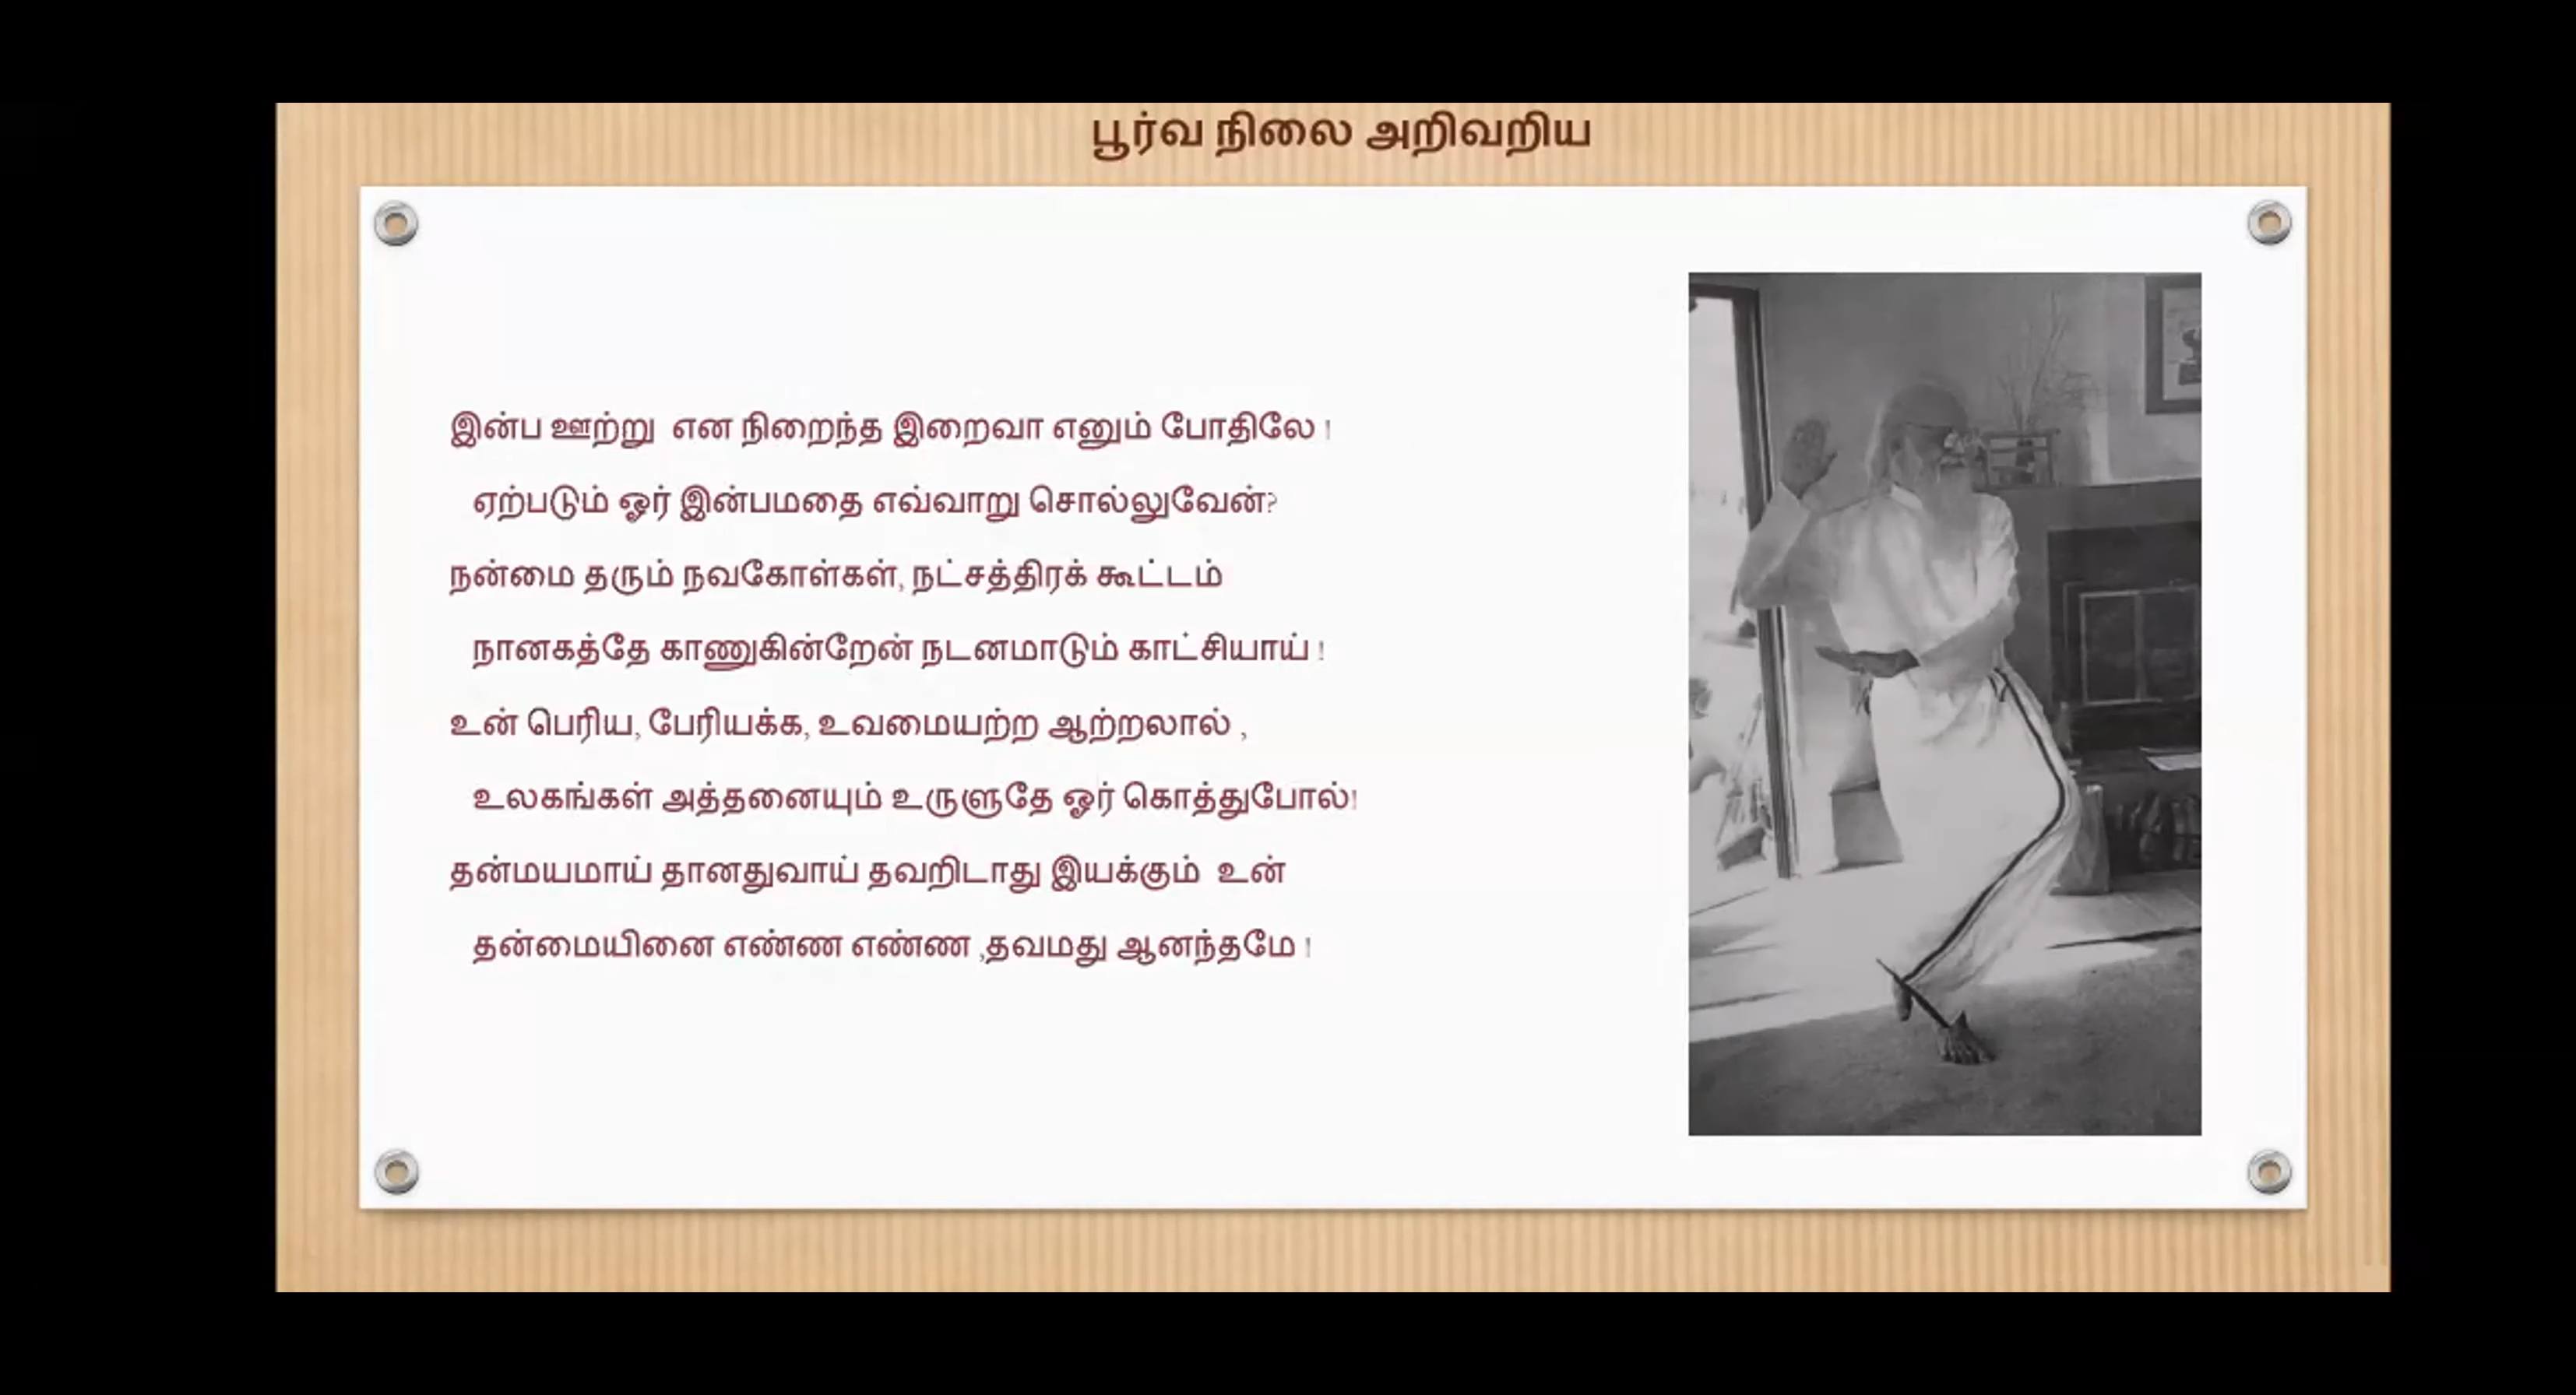 பூர்வ நிலை அறிவறிய
இன்ப ஊற்று என நிறைந்த இறைவா எனும் போதிலே !
ஏற்படும் ஓர் இன்பமதை எவ்வாறு சொல்லுவேன்?
நன்மை தரும் நவகோள்கள், நட்சத்திரக் கூட்டம்
நானகத்தே காணுகின்றேன் நடனமாடும் காட்சியாய் !
உன் பெரிய, பேரியக்க, உவமையற்ற ஆற்றலால் ,
உலகங்கள் அத்தனையும் உருளுதே ஓர் கொத்துபோல்!
தன்மயமாய் தானதுவாய் தவறிடாது இயக்கும் உன்
தன்மையினை எண்ண எண்ண ,தவமது ஆனந்தமே !